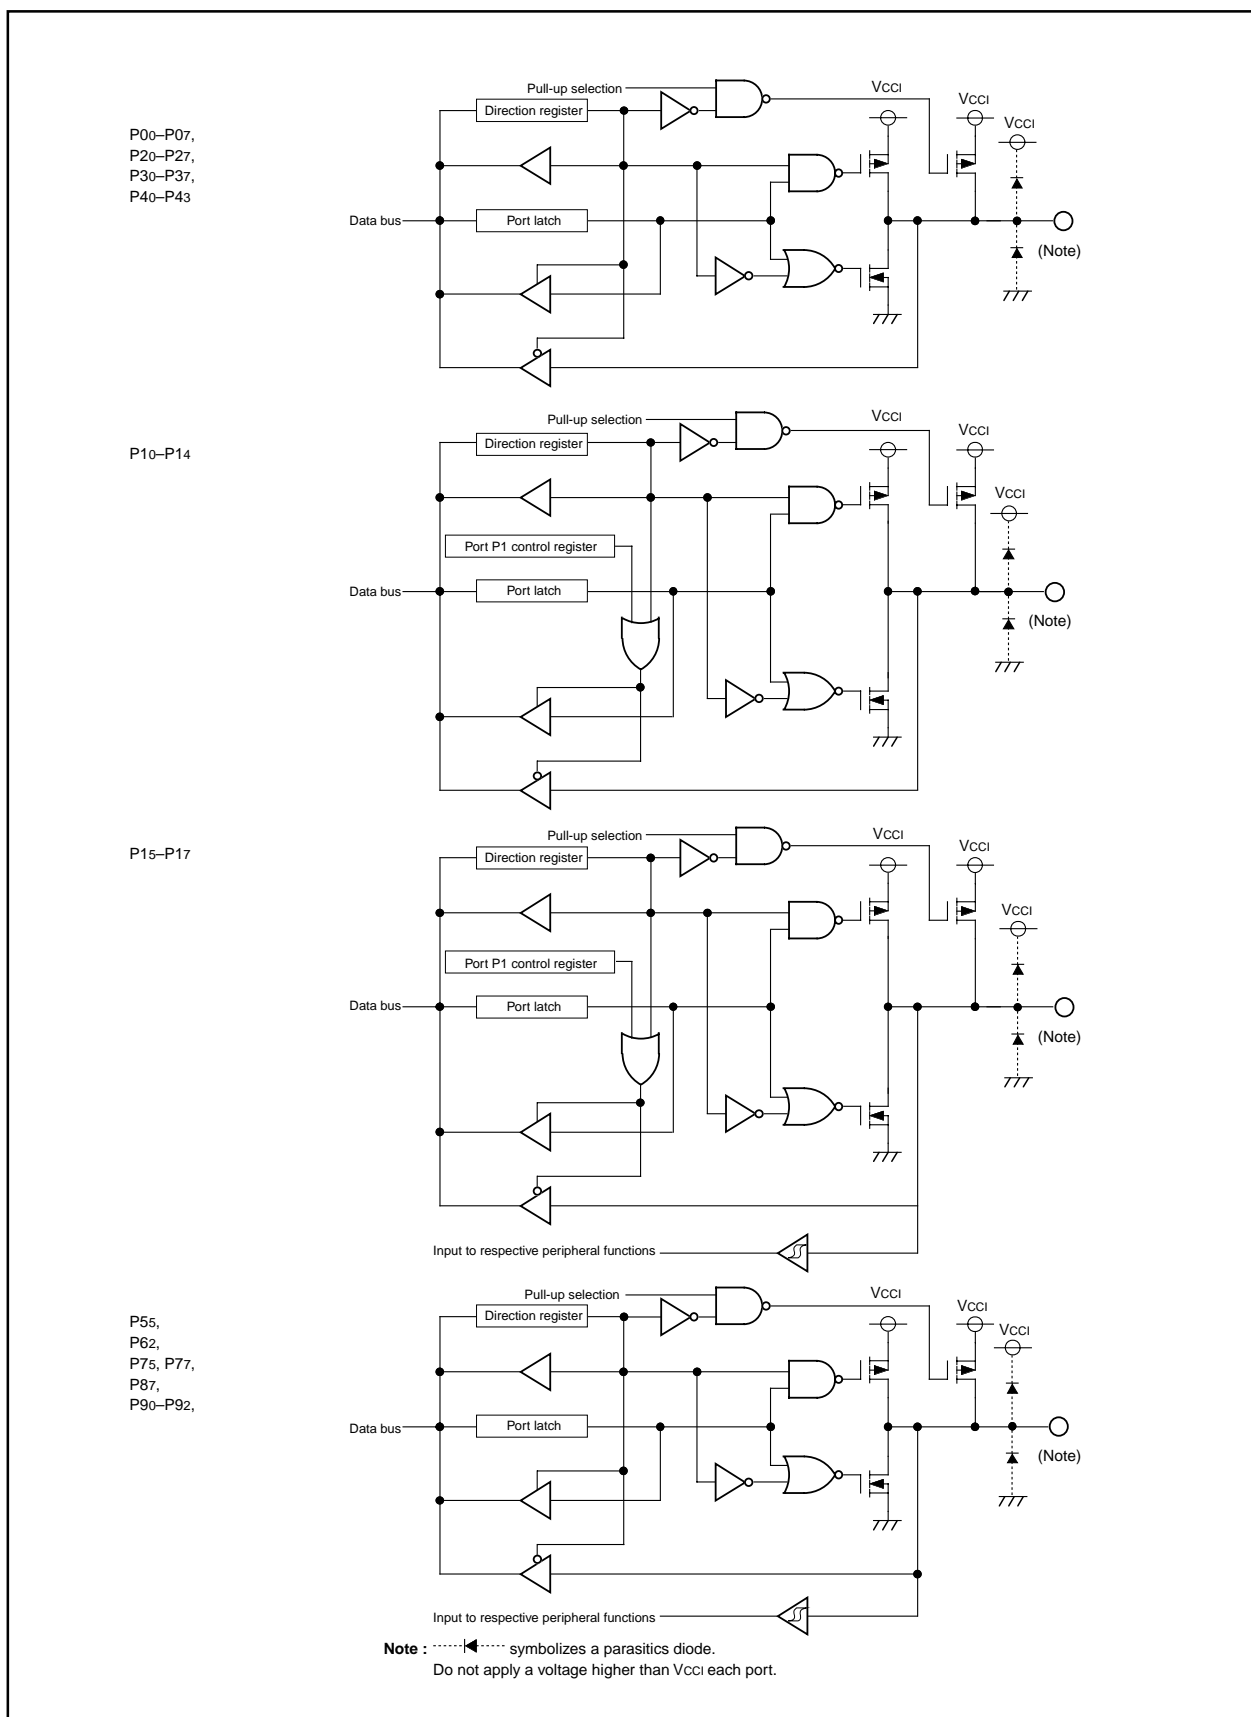 Pull-up selection
VCCI
Direction register
VCCI
VCCI
P00–P07,
P20–P27,
P30–P37,
P40–P43
Data bus
Port latch
(Note)
Pull-up selection
VCCI
Direction register
VCCI
P10–P14
VCCI
Port P1 control register
Data bus
Port latch
(Note)
Pull-up selection
VCCI
Direction register
VCCI
P15–P17
VCCI
Port P1 control register
Data bus
Port latch
(Note)
Input to respective peripheral functions
Pull-up selection
VCCI
Direction register
VCCI
VCCI
P55,
P62,
P75, P77,
P87,
P90–P92,
Data bus
Port latch
(Note)
Input to respective peripheral functions
Note : symbolizes a parasitics diode.
Do not apply a voltage higher than VCCI each port.